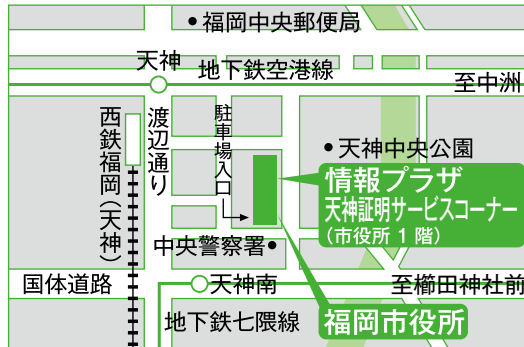 福岡中央郵便局
天神
地下鉄空港線
至中洲
西鉄福岡(天神)
渡辺通り
駐車場入口
天神中央公園
情報プラザ
天神証明サービスコーナー
(市役所1階)
中央警察署
国体道路
天神南
至櫛田神社前
地下鉄七隈線
福岡市役所